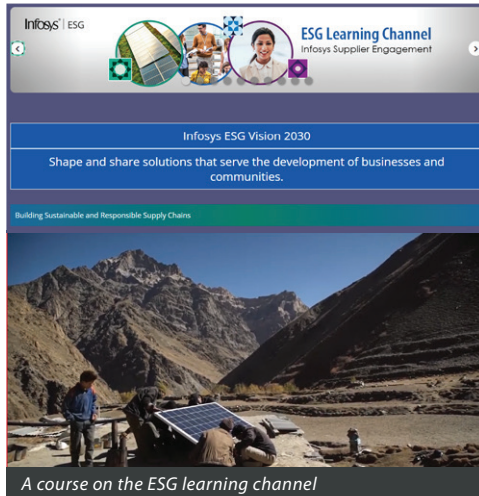 Infosys | ESG
ESG Learning Channel
Infosys Supplier Engagement
Infosys ESG Vision 2030
Shape and share solutions that serve the development of businesses and
communities.
Building Sustainable and Responsible Supply Chains
A course on the ESG learning channel